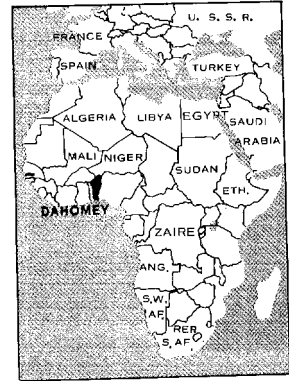 U. S. S. R.
FRANCE
SPAIN
TURKEY
ALGERIA
LIBYA
EGYPT
SAUDI
ARABIA
MALI
NIGER
SUDAN
ETH.
DAHOMEY
ZAIRE
ANG.
S.W.
AF.
REP.
S. AF.